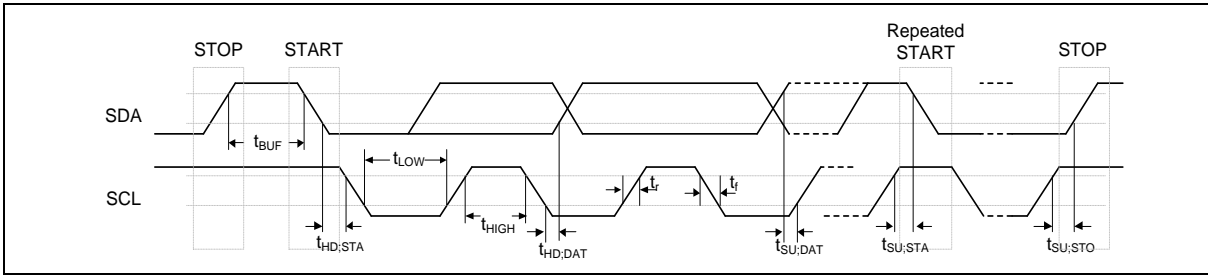 STOP
START
Repeated
START
STOP
SDA
tBUF
tLOW
SCL
tr
tf
tHIGH
tHD;STA
tHD;DAT
tSU;DAT
tSU;STA
tSU;STO